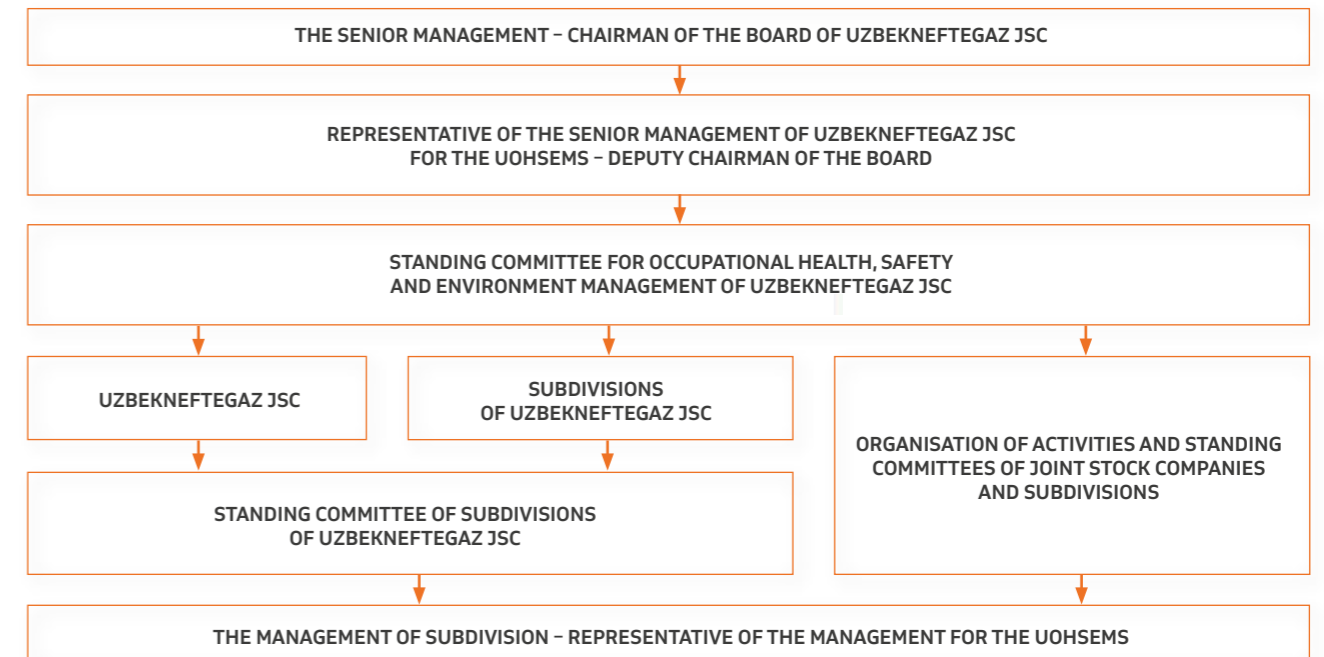 THE SENIOR MANAGEMENT – CHAIRMAN OF THE BOARD OF UZBEKNEFTEGAZ JSC
REPRESENTATIVE OF THE SENIOR MANAGEMENT OF UZBEKNEFTEGAZ JSC
FOR THE UOHSEMS – DEPUTY CHAIRMAN OF THE BOARD
STANDING COMMITTEE FOR OCCUPATIONAL HEALTH, SAFETY
AND ENVIRONMENT MANAGEMENT OF UZBEKNEFTEGAZ JSC
UZBEKNEFTEGAZ JSC
SUBDIVISIONS
OF UZBEKNEFTEGAZ JSC
ORGANISATION OF ACTIVITIES AND STANDING
COMMITTEES OF JOINT STOCK COMPANIES
AND SUBDIVISIONS
STANDING COMMITTEE OF SUBDIVISIONS
OF UZBEKNEFTEGAZ JSC
THE MANAGEMENT OF SUBDIVISION – REPRESENTATIVE OF THE MANAGEMENT FOR THE UOHSEMS